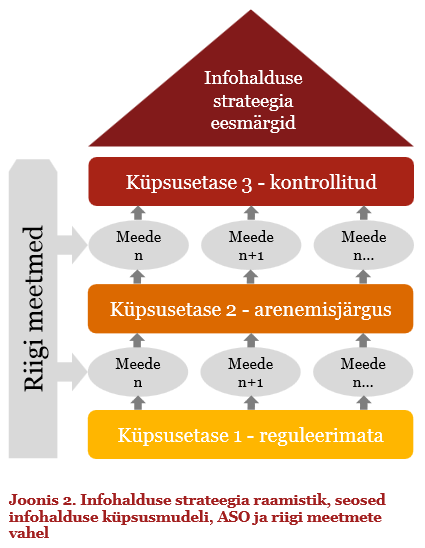 Infohalduse
strateegia
eesmärgid
Küpsusetase 3 - kontrollitud
Riigi meetmed
Meede
n
Meede
n+1
Meede
n...
Küpsusetase 2 - arenemisjärgus
Meede
n
Meede
n+1
Meede
n...
Küpsusetase 1 - reguleerimata
Joonis 2. Infohalduse strateegia raamistik, seosed
infohalduse küpsusmudeli, ASO ja riigi meetmete
vahel